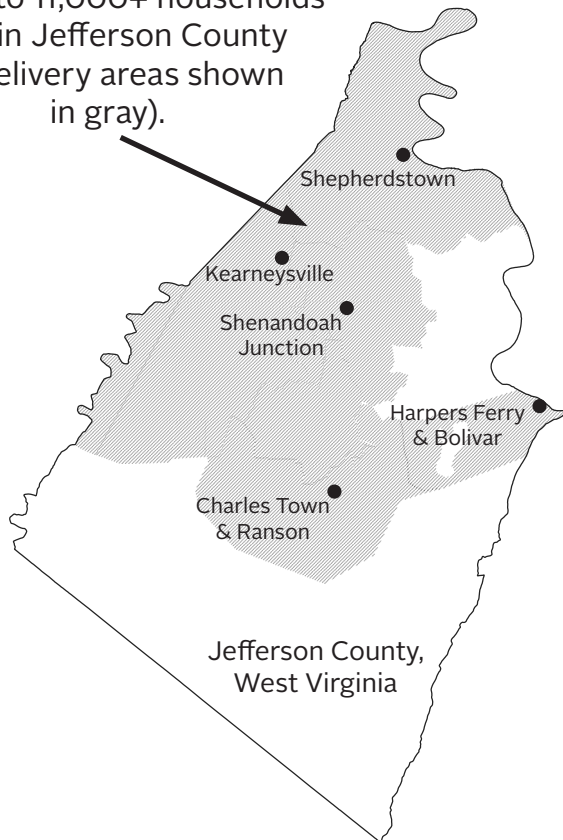 to 11,000+ households
in Jefferson County
elivery areas shown
in gray).
Shepherdstown
Kearneysville
Shenandoah
Junction
Harpers Ferry
& Bolivar
Charles Town
& Ranson
Jefferson County,
West Virginia